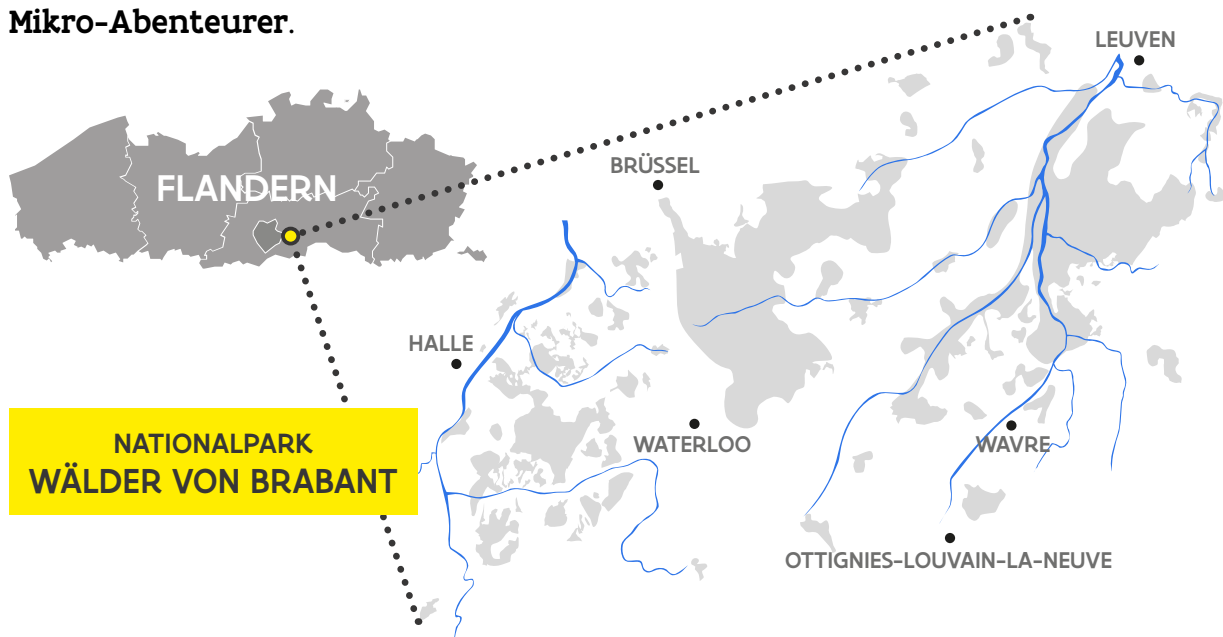 Mikro-Abenteurer.
LEUVEN
BRÜSSEL
FLANDERN
HALLE
NATIONALPARK
WÄLDER VON BRABANT
WATERLOO
WAVRE
OTTIGNIES-LOUVAIN-LA-NEUVE